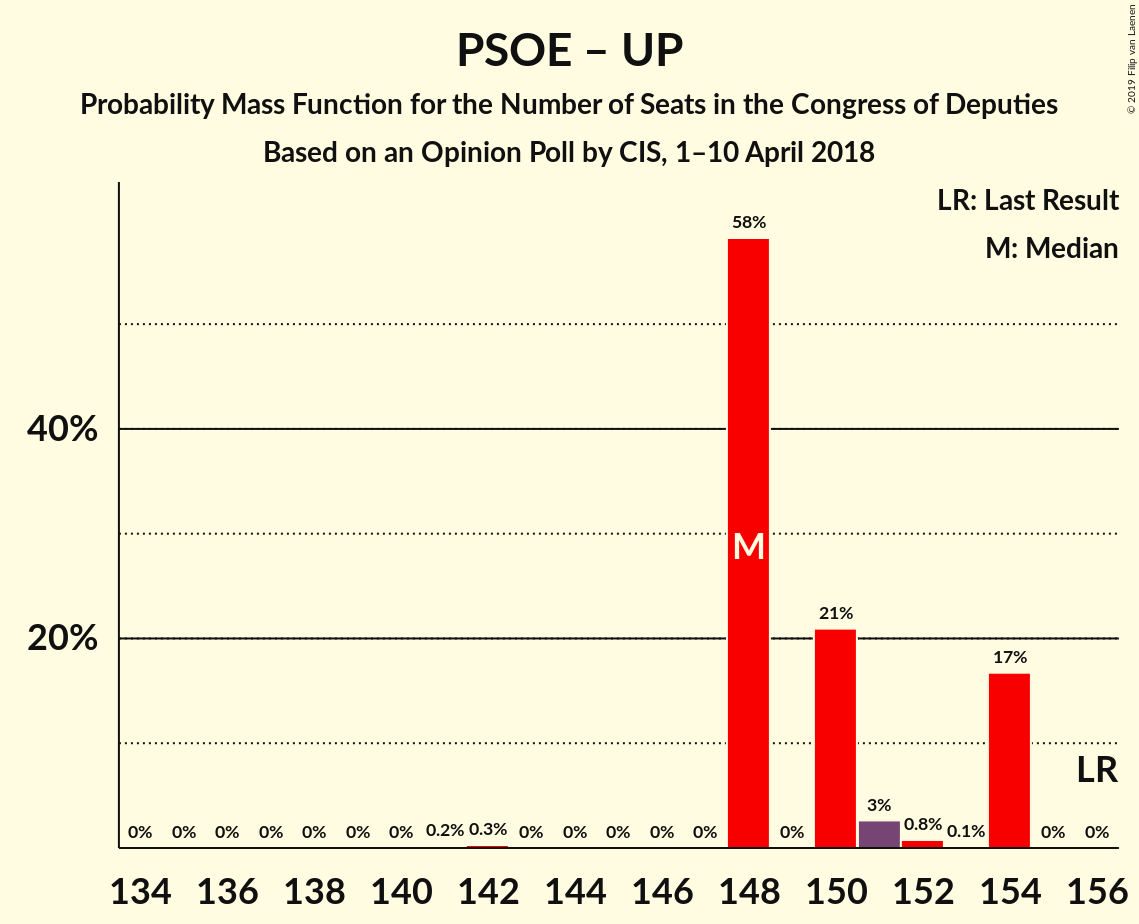 PSOE – UP
Probability Mass Function for the Number of Seats in the Congress of Deputies
Based on an Opinion Poll by CIS, 1–10 April 2018
© 2019 Filip van Laenen
LR: Last Result
M: Median
58%
40%
M
21%
20%
17%
LR
3%
0% 0% 0% 0% 0% 0% 0% 0.2% 0.3% 0% 0% 0% 0% 0% 0% 0.8% 0.1% 0% 0%
134 136 138 140 142 144 146 148 150 152 154 156